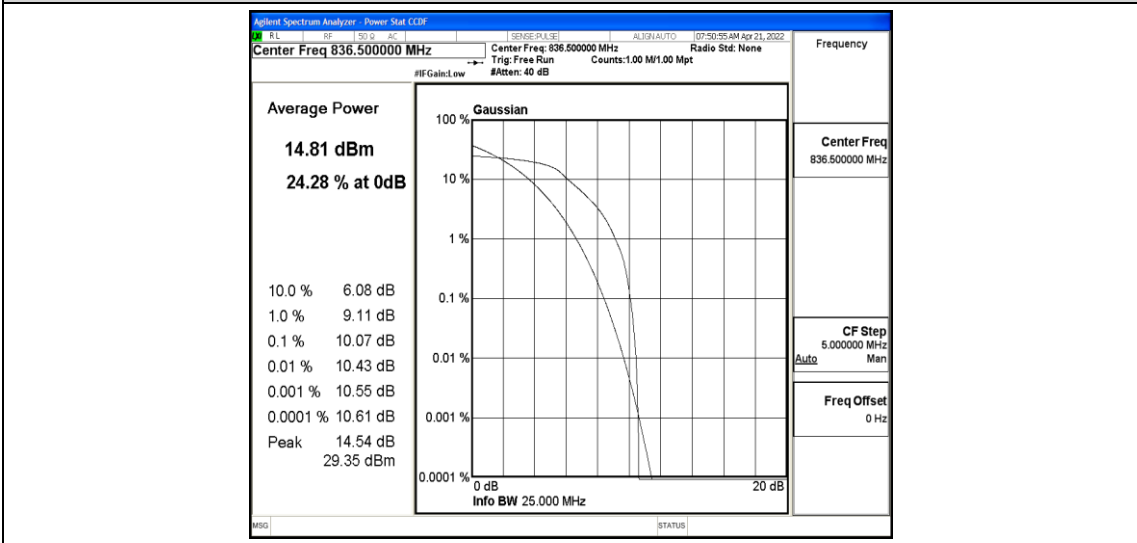 Agilent Spectrum Analyzer - Power Stat CCDF
LXI RL RF 50 Ω AC SENSE:PULSE ALIGNAUTO 07:50:55 AM Apr 21, 2022
Center Freq 836.500000 MHz
Center Freq: 836.500000 MHz Radio Std: None
Trig: Free Run Counts:1.00 M/1.00 Mpt
#IFGain:Low #Atten: 40 dB
Frequency
Average Power
14.81 dBm
24.28 % at 0dB
10.0 % 6.08 dB
1.0 % 9.11 dB
0.1 % 10.07 dB
0.01 % 10.43 dB
0.001 % 10.55 dB
0.0001 % 10.61 dB
Peak 14.54 dB
29.35 dBm
Gaussian
100 %
10 %
1 %
0.1 %
0.01 %
0.001 %
0.0001 %
0 dB 20 dB
Info BW 25.000 MHz
Center Freq
836.500000 MHz
CF Step
5.000000 MHz
Auto Man
Freq Offset
0 Hz
MSG STATUS